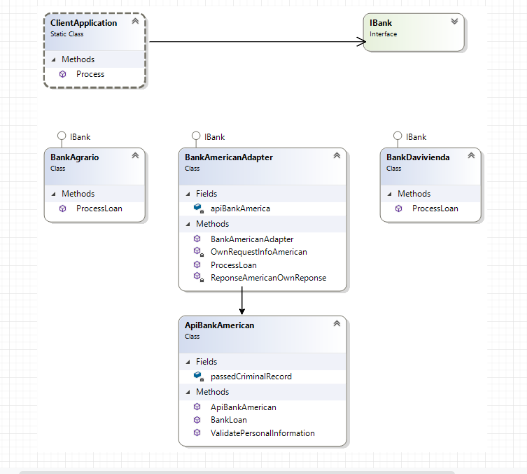 ClientApplication
Static Class
Methods
Process
IBank
Interface
IBank
BankAgrario
Class
Methods
ProcessLoan
IBank
BankAmericanAdapter
Class
Fields
apiBankAmerica
Methods
BankAmericanAdapter
OwnRequestInfoAmerican
ProcessLoan
ReponseAmericanOwnReponse
IBank
BankDavivienda
Class
Methods
ProcessLoan
ApiBankAmerican
Class
Fields
passedCriminalRecord
Methods
ApiBankAmerican
BankLoan
ValidatePersonalInformation